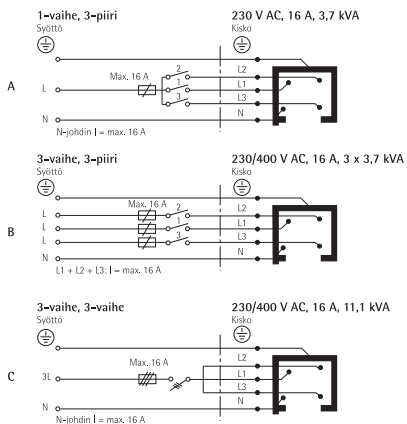 1-vaihe, 3-piiri
230 V AC, 16 A, 3,7 kVA
Syöttö
Kisko
A
Max. 16 A
2
L2
L
1
L1
3
L3
N
N
N-johdin I = max. 16 A
3-vaihe, 3-piiri
230/400 V AC, 16 A, 3 x 3,7 kVA
Syöttö
Kisko
B
Max. 16 A
L
2
L2
L
1
L1
L
3
L3
N
N
L1 + L2 + L3: I = max. 16 A
3-vaihe, 3-vaihe
230/400 V AC, 16 A, 11,1 kVA
Syöttö
Kisko
C
Max. 16 A
L2
3L
L1
L3
N
N
N-johdin I = max. 16 A